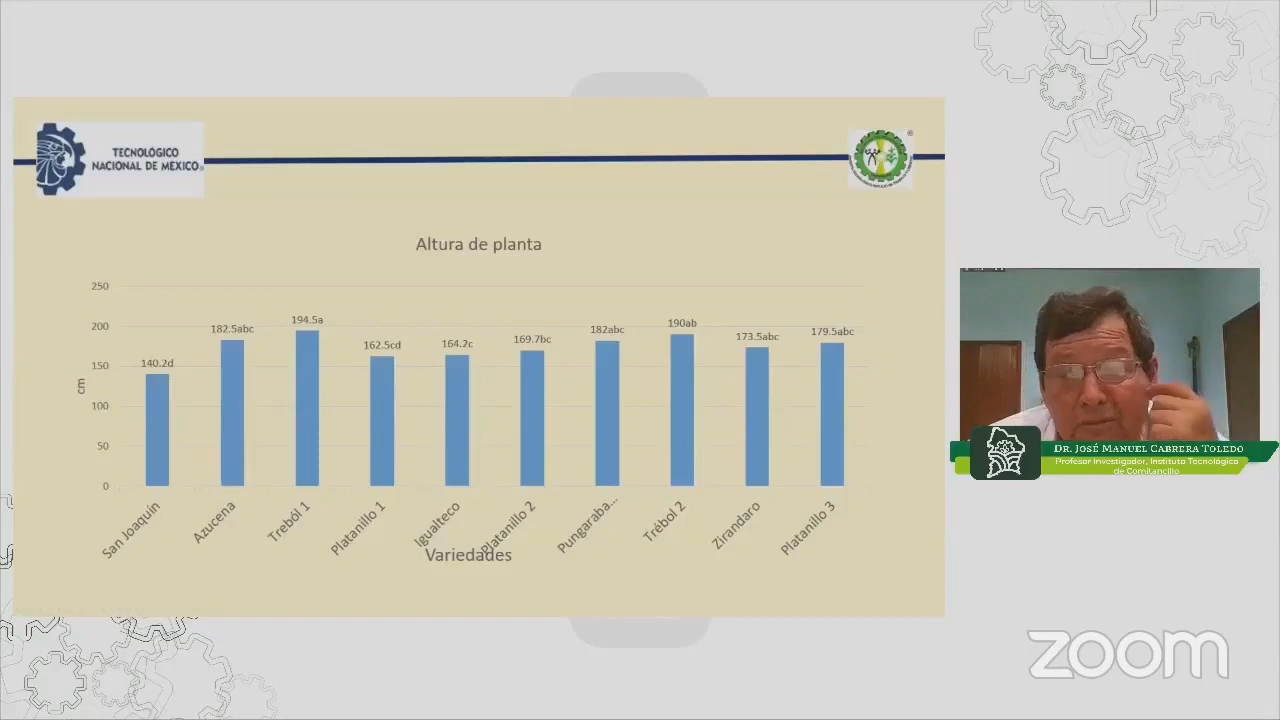 TECNOLÓGICO
NACIONAL DE MÉXICO®
®
Altura de planta
250
200
150
100
50
0
cm
140.2d
182.5abc
194.5a
162.5cd
164.2c
169.7bc
182abc
190ab
173.5abc
179.5abc
San Joaquín
Azucena
Treból 1
Platanillo 1
Igualteco
Platanillo 2
Pungaraba...
Trébol 2
Zirandaro
Platanillo 3
Variedades
Dr. José Manuel Cabrera Toledo
Profesor Investigador, Instituto Tecnológico
de Comitancillo
zoom